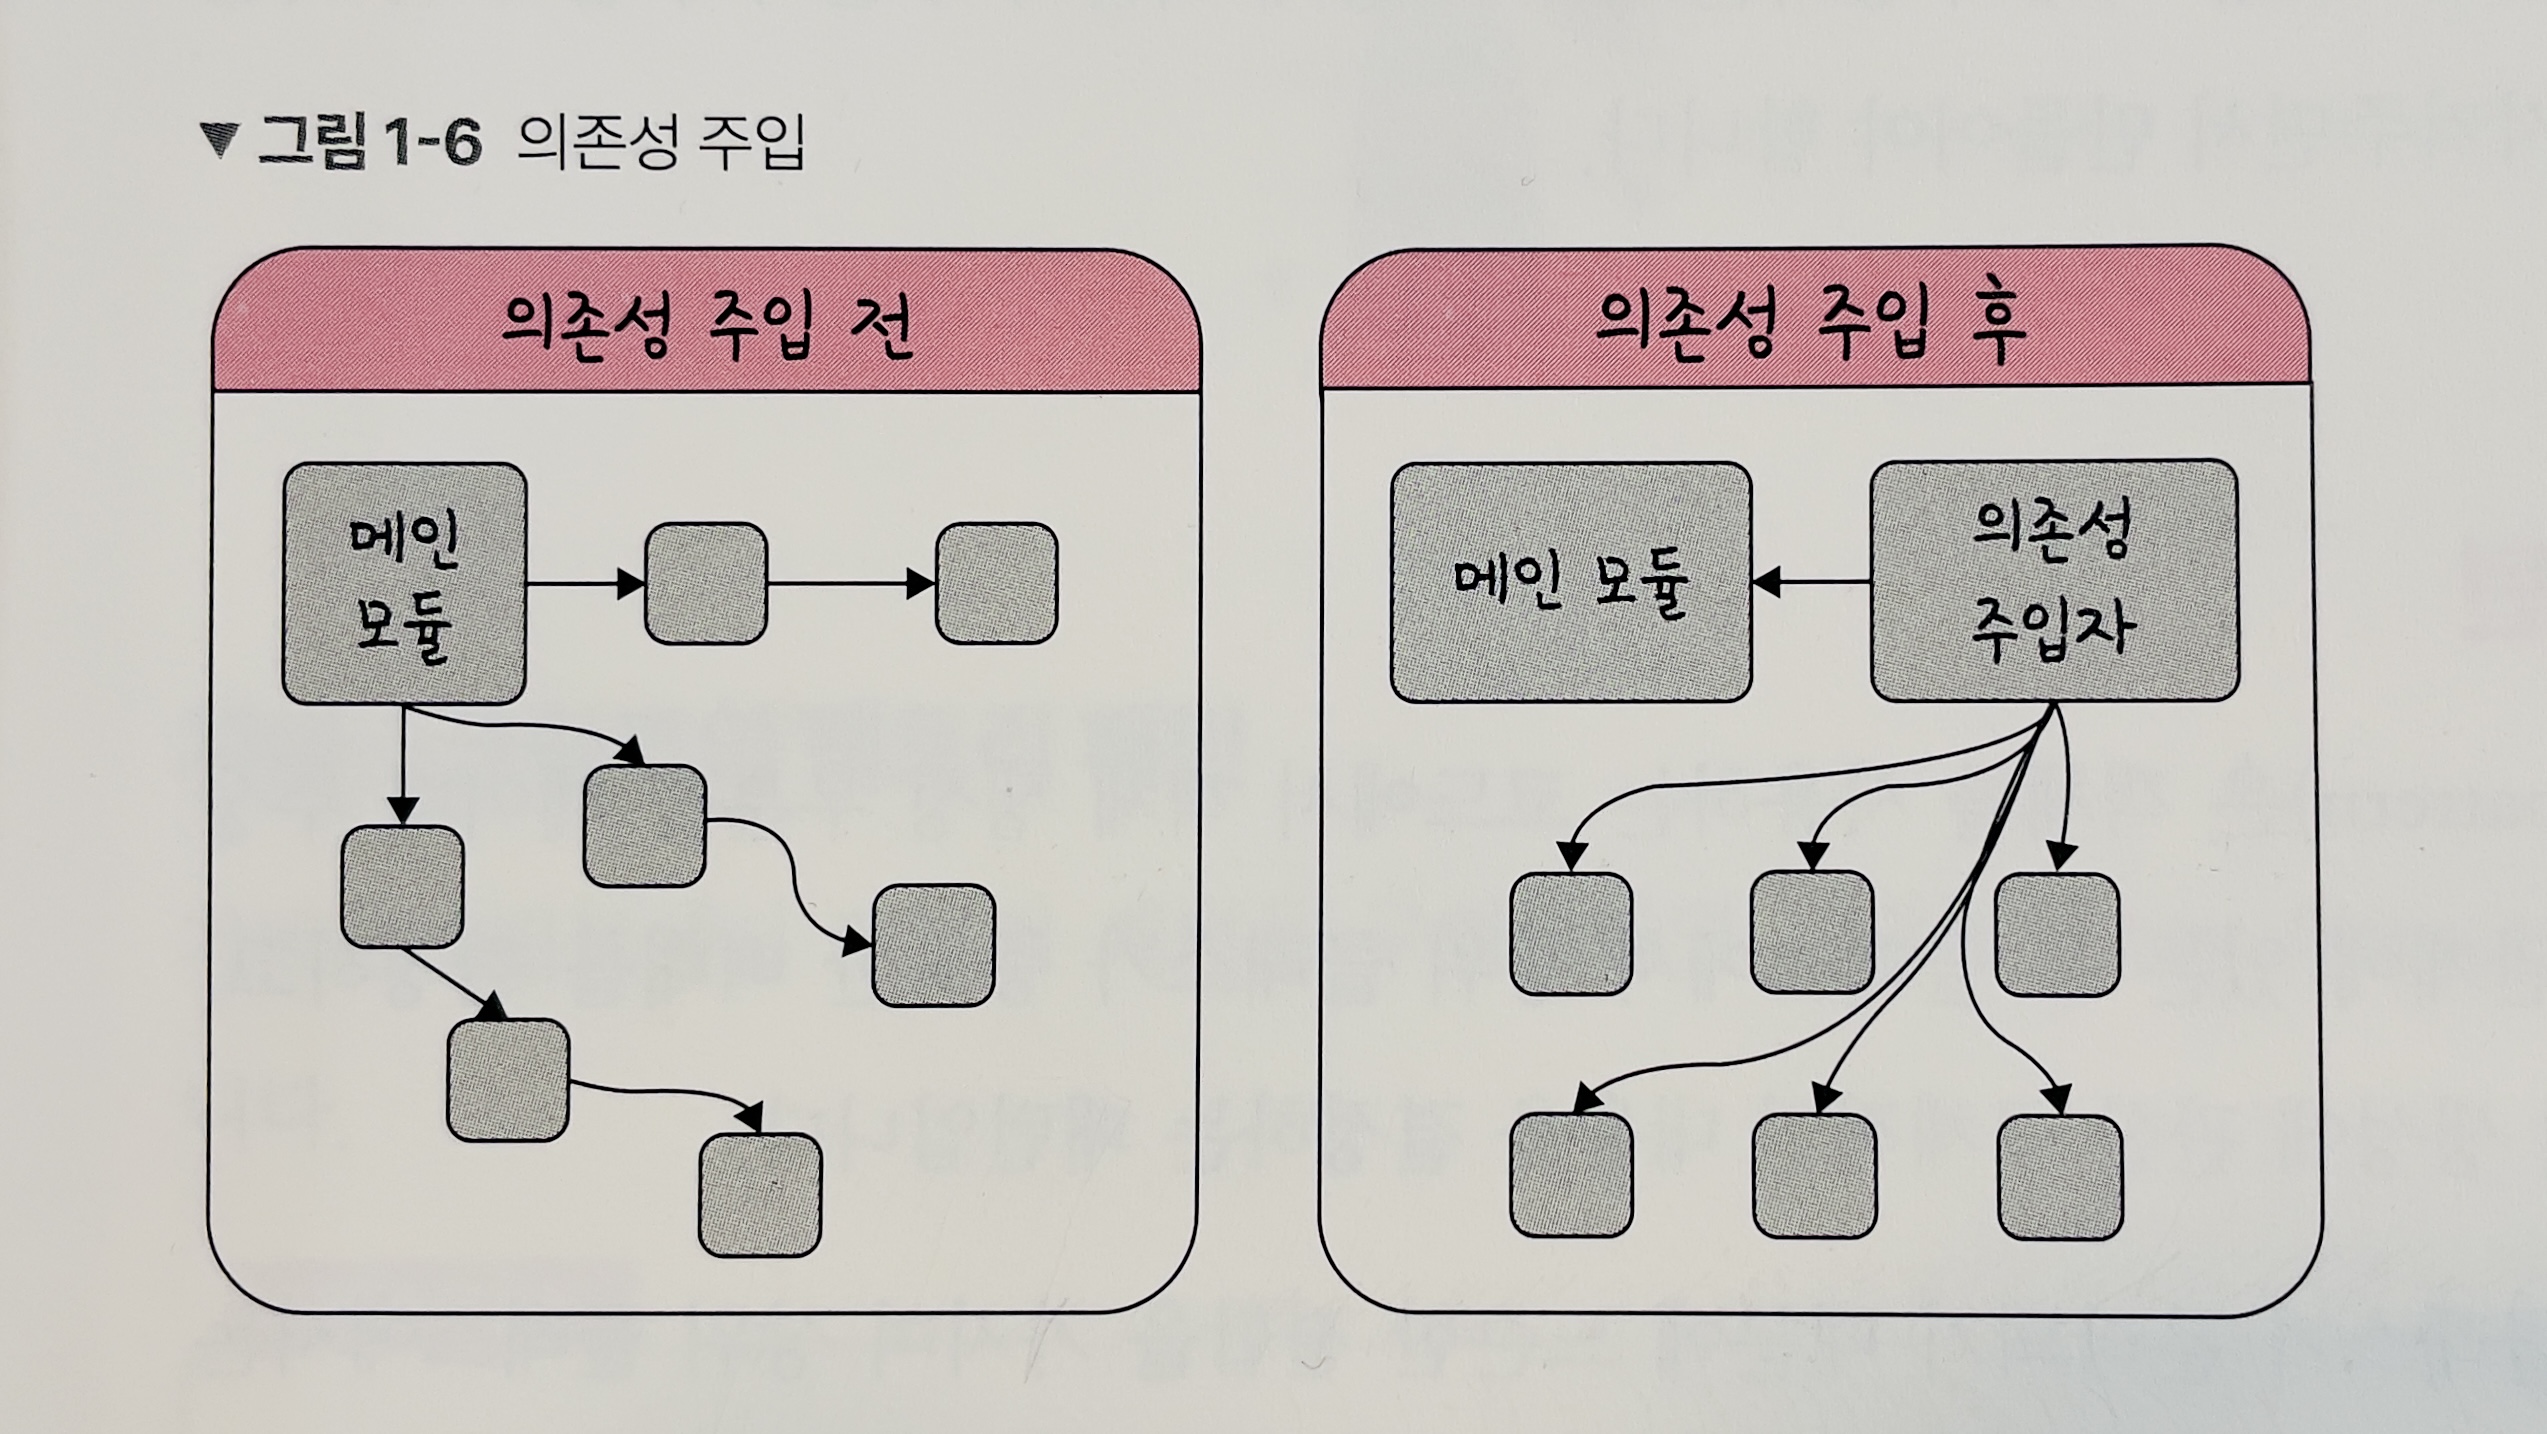 ▼ 그림 1-6 의존성 주입
의존성 주입 전
메인
모듈
의존성 주입 후
메인 모듈
의존성
주입자